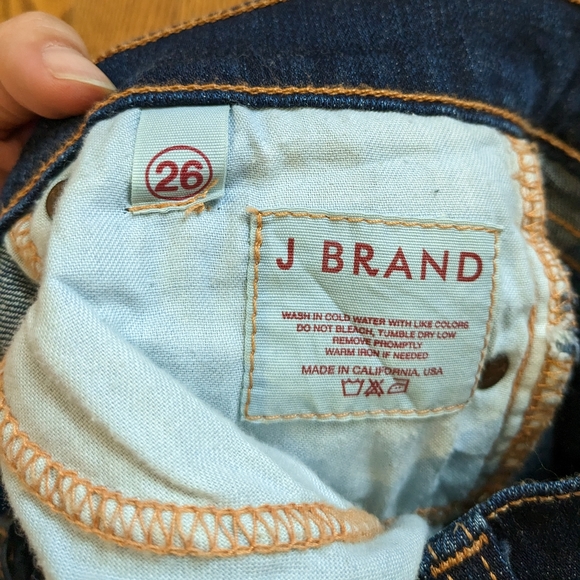 26
J BRAND
WASH IN COLD WATER WITH LIKE COLORS
DO NOT BLEACH, TUMBLE DRY LOW
REMOVE PROMPTLY
WARM IRON IF NEEDED
MADE IN CALIFORNIA, USA